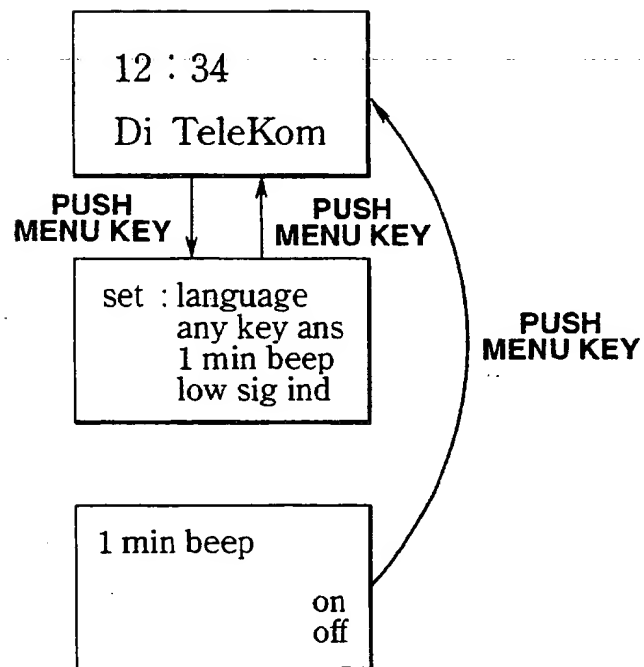 12 : 34
Di TeleKom
PUSH
MENU KEY
PUSH
MENU KEY
set : language
any key ans
1 min beep
low sig ind
PUSH
MENU KEY
1 min beep
on
off